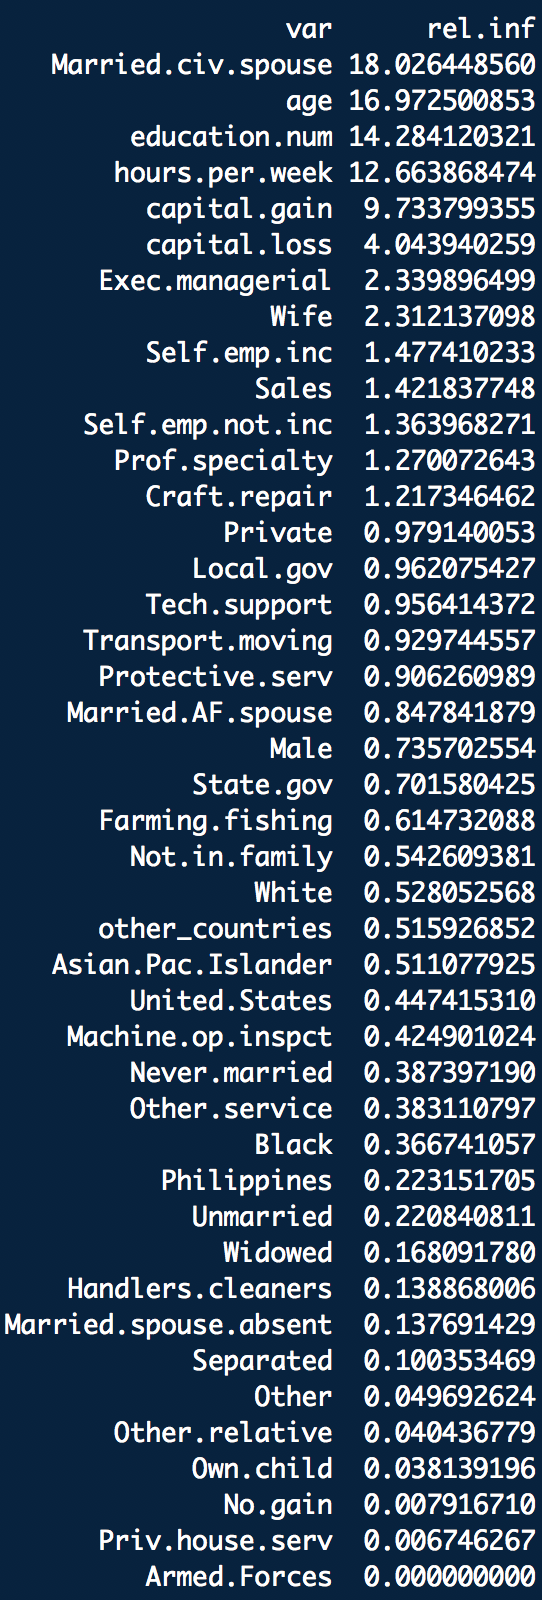 var rel.inf
Married.civ.spouse 18.026448560
age 16.972500853
education.num 14.284120321
hours.per.week 12.663868474
capital.gain 9.733799355
capital.loss 4.043940259
Exec.managerial 2.339896499
Wife 2.312137098
Self.emp.inc 1.477410233
Sales 1.421837748
Self.emp.not.inc 1.363968271
Prof.specialty 1.270072643
Craft.repair 1.217346462
Private 0.979140053
Local.gov 0.962075427
Tech.support 0.956414372
Transport.moving 0.929744557
Protective.serv 0.906260989
Married.AF.spouse 0.847841879
Male 0.735702554
State.gov 0.701580425
Farming.fishing 0.614732088
Not.in.family 0.542609381
White 0.528052568
other_countries 0.515926852
Asian.Pac.Islander 0.511077925
United.States 0.447415310
Machine.op.inspct 0.424901024
Never.married 0.387397190
Other.service 0.383110797
Black 0.366741057
Philippines 0.223151705
Unmarried 0.220840811
Widowed 0.168091780
Handlers.cleaners 0.138868006
Married.spouse.absent 0.137691429
Separated 0.100353469
Other 0.049692624
Other.relative 0.040436779
Own.child 0.038139196
No.gain 0.007916710
Priv.house.serv 0.006746267
Armed.Forces 0.000000000